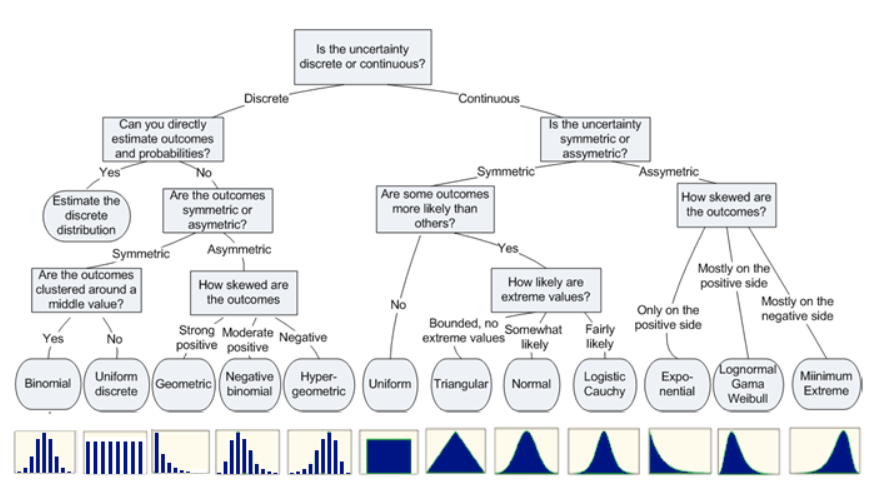 Is the uncertainty
discrete or continuous?
Discrete
Continuous
Can you directly
estimate outcomes
and probabilities?
Is the uncertainty
symmetric or
assymetric?
Yes
No
Symmetric
Assymetric
Estimate the
discrete
distribution
Are the outcomes
symmetric or
asymetric?
Are some outcomes
more likely than
others?
How skewed are
the outcomes?
Symmetric
Asymmetric
No
Yes
Only on the
positive side
Mostly on the
positive side
Mostly on the
negative side
Are the outcomes
clustered around a
middle value?
How skewed are
the outcomes
How likely are
extreme values?
Yes
No
Strong
positive
Moderate
positive
Negative
Bounded, no
extreme values
Somewhat
likely
Fairly
likely
Binomial
Uniform
discrete
Geometric
Negative
binomial
Hyper-
geometric
Uniform
Triangular
Normal
Logistic
Cauchy
Expo-
nential
Lognormal
Gama
Weibull
Miinimum
Extreme